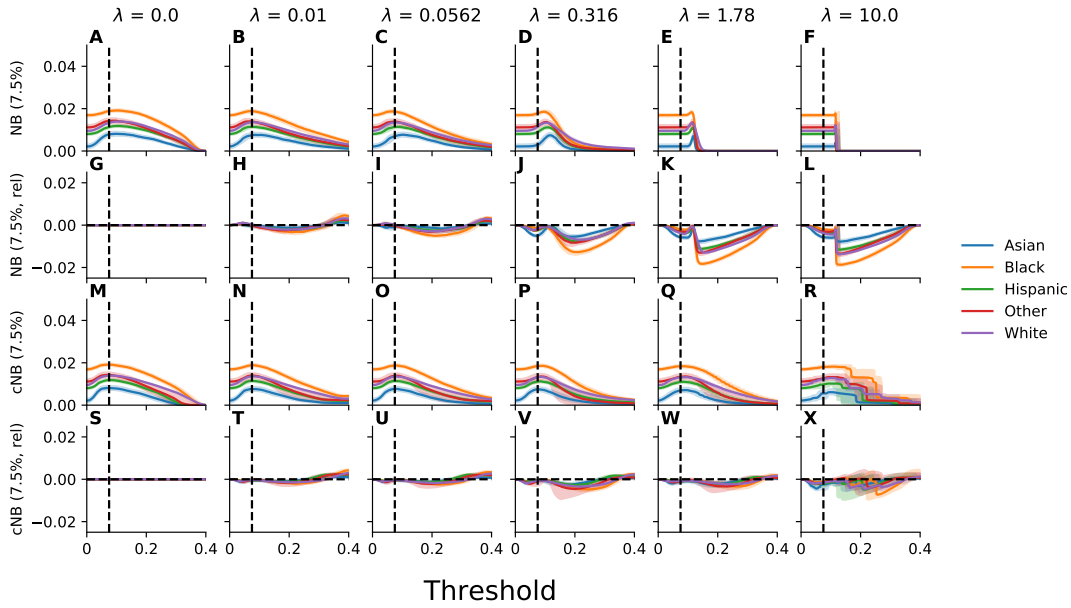 λ = 0.0 λ = 0.01 λ = 0.0562 λ = 0.316 λ = 1.78 λ = 10.0
A B C D E F
NB (7.5%)
0.04
0.02
0.00
G H I J K L
NB (7.5%, rel)
0.02
0.00
−0.02
M N O P Q R
cNB (7.5%)
0.04
0.02
0.00
S T U V W X
cNB (7.5%, rel)
0.02
0.00
−0.02
0 0.2 0.4 0 0.2 0.4 0 0.2 0.4 0 0.2 0.4 0 0.2 0.4 0 0.2 0.4
Threshold
Asian
Black
Hispanic
Other
White